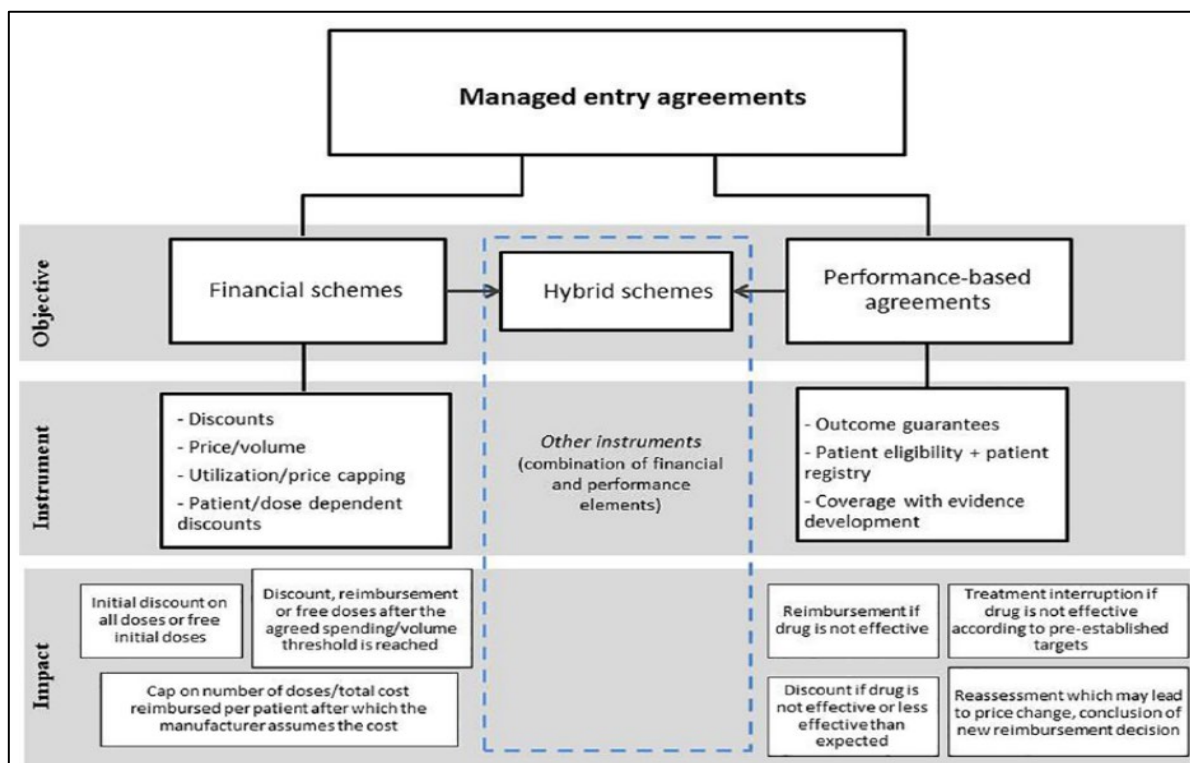 Managed entry agreements
Objective
Financial schemes
Hybrid schemes
Performance-based
agreements
Instrument
- Discounts
- Price/volume
- Utilization/price capping
- Patient/dose dependent
discounts
Other instruments
(combination of financial
and performance
elements)
- Outcome guarantees
- Patient eligibility + patient
registry
- Coverage with evidence
development
Impact
Initial discount on
all doses or free
initial doses
Discount, reimbursement
or free doses after the
agreed spending/volume
threshold is reached
Cap on number of doses/total cost
reimbursed per patient after which the
manufacturer assumes the cost
Reimbursement if
drug is not effective
Treatment interruption if
drug is not effective
according to pre-established
targets
Discount if drug is
not effective or less
effective than
expected
Reassessment which may lead
to price change, conclusion of
new reimbursement decision